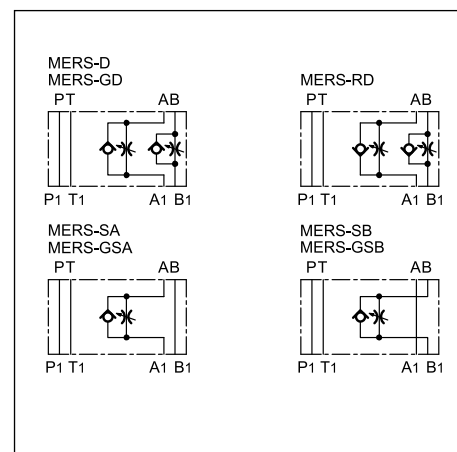 MERS-D
MERS-GD
PT AB
P1 T1 A1 B1
MERS-RD
PT AB
P1 T1 A1 B1
MERS-SA
MERS-GSA
PT AB
P1 T1 A1 B1
MERS-SB
MERS-GSB
PT AB
P1 T1 A1 B1